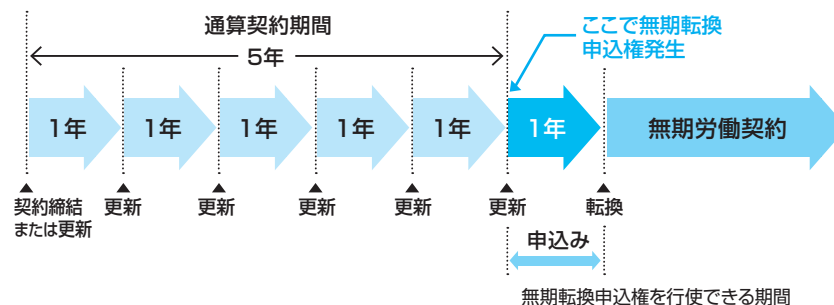 通算契約期間
5年
ここで無期転換
申込権発生
1年
1年
1年
1年
1年
1年
無期労働契約
契約締結
または更新
更新
更新
更新
更新
更新
転換
申込み
無期転換申込権を行使できる期間